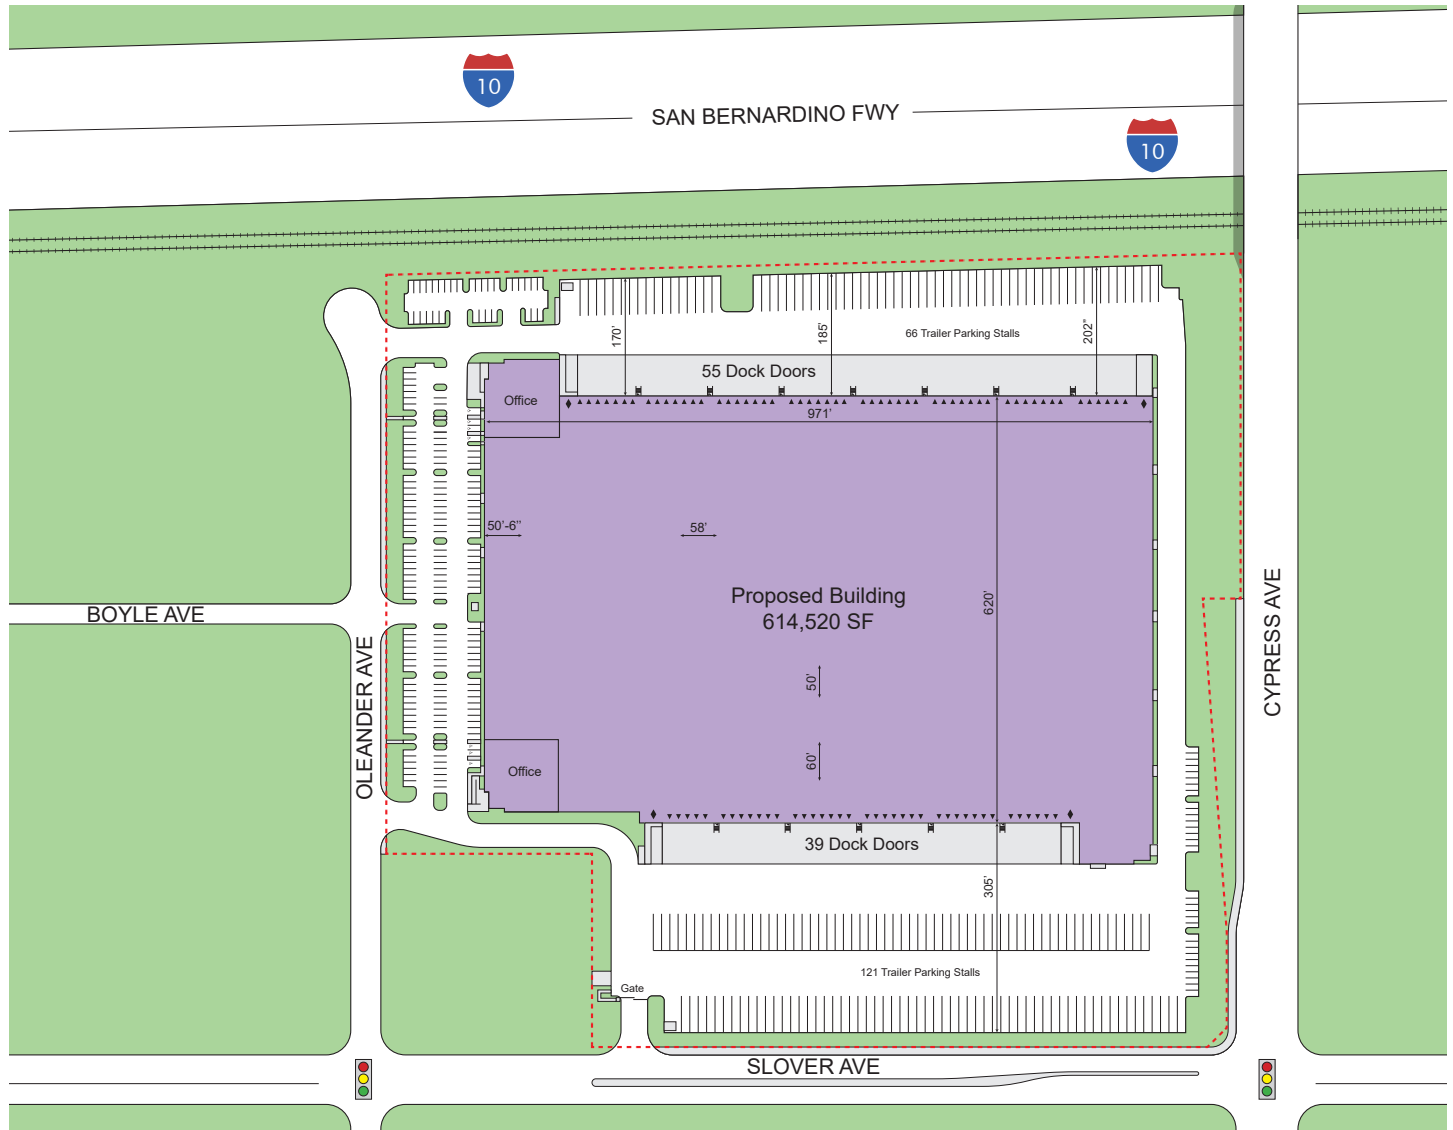 10
SAN BERNARDINO FWY
10
170'
185'
66 Trailer Parking Stalls
202"
55 Dock Doors
Office
971'
50'-6"
58'
Proposed Building
614,520 SF
620'
BOYLE AVE
OLEANDER AVE
CYPRESS AVE
50'
60'
Office
39 Dock Doors
305'
121 Trailer Parking Stalls
Gate
SLOVER AVE